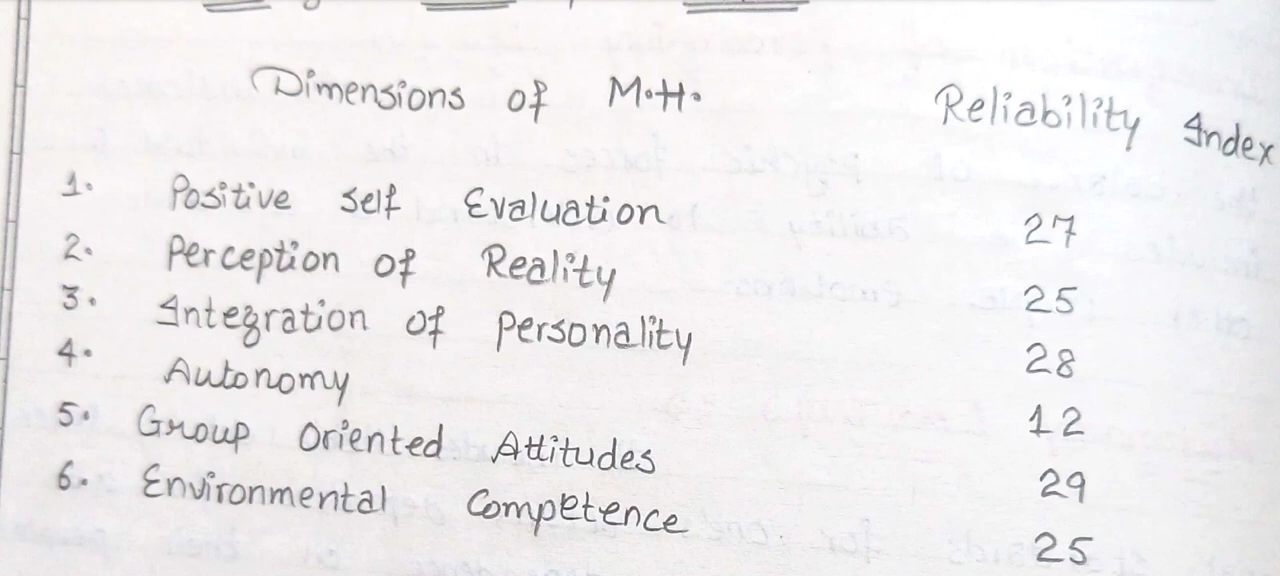 Dimensions of M.H. Reliability Index
1. Positive Self Evaluation 27
2. Perception of Reality 25
3. Integration of Personality 28
4. Autonomy 12
5. Group Oriented Attitudes 29
6. Environmental Competence 25